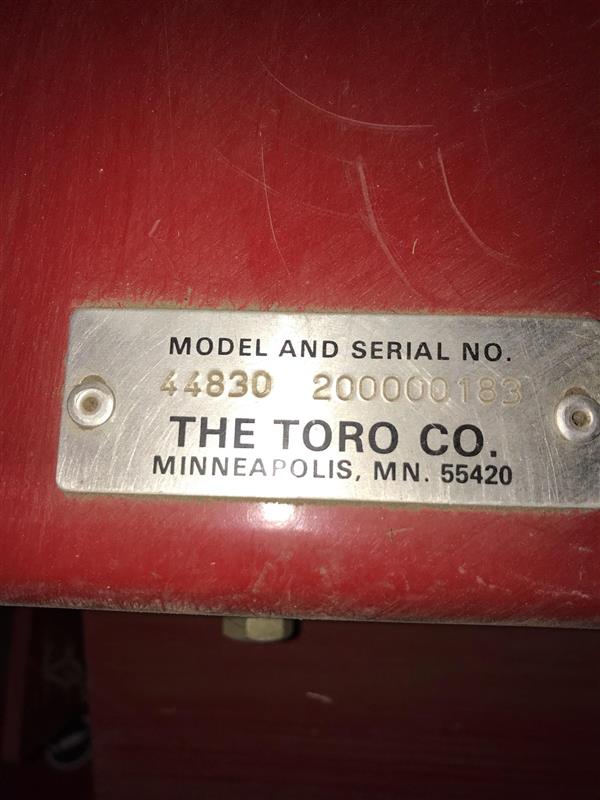 MODEL AND SERIAL NO.
44830 200000183
THE TORO CO.
MINNEAPOLIS, MN. 55420